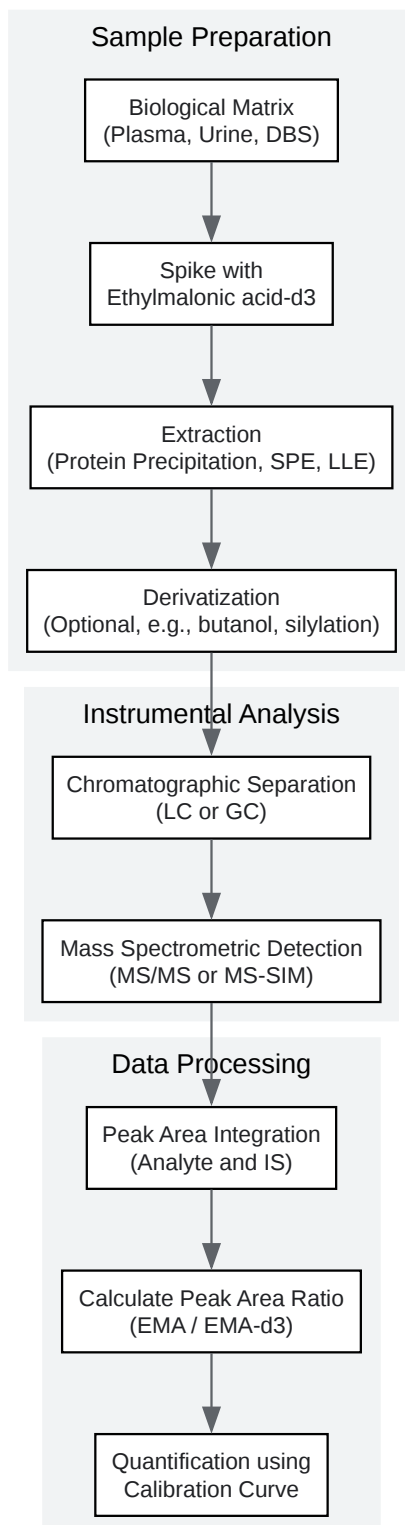 Sample Preparation
Biological Matrix
(Plasma, Urine, DBS)
Spike with
Ethylmalonic acid-d3
Extraction
(Protein Precipitation, SPE, LLE)
Derivatization
(Optional, e.g., butanol, silylation)
Instrumental Analysis
Chromatographic Separation
(LC or GC)
Mass Spectrometric Detection
(MS/MS or MS-SIM)
Data Processing
Peak Area Integration
(Analyte and IS)
Calculate Peak Area Ratio
(EMA / EMA-d3)
Quantification using
Calibration Curve